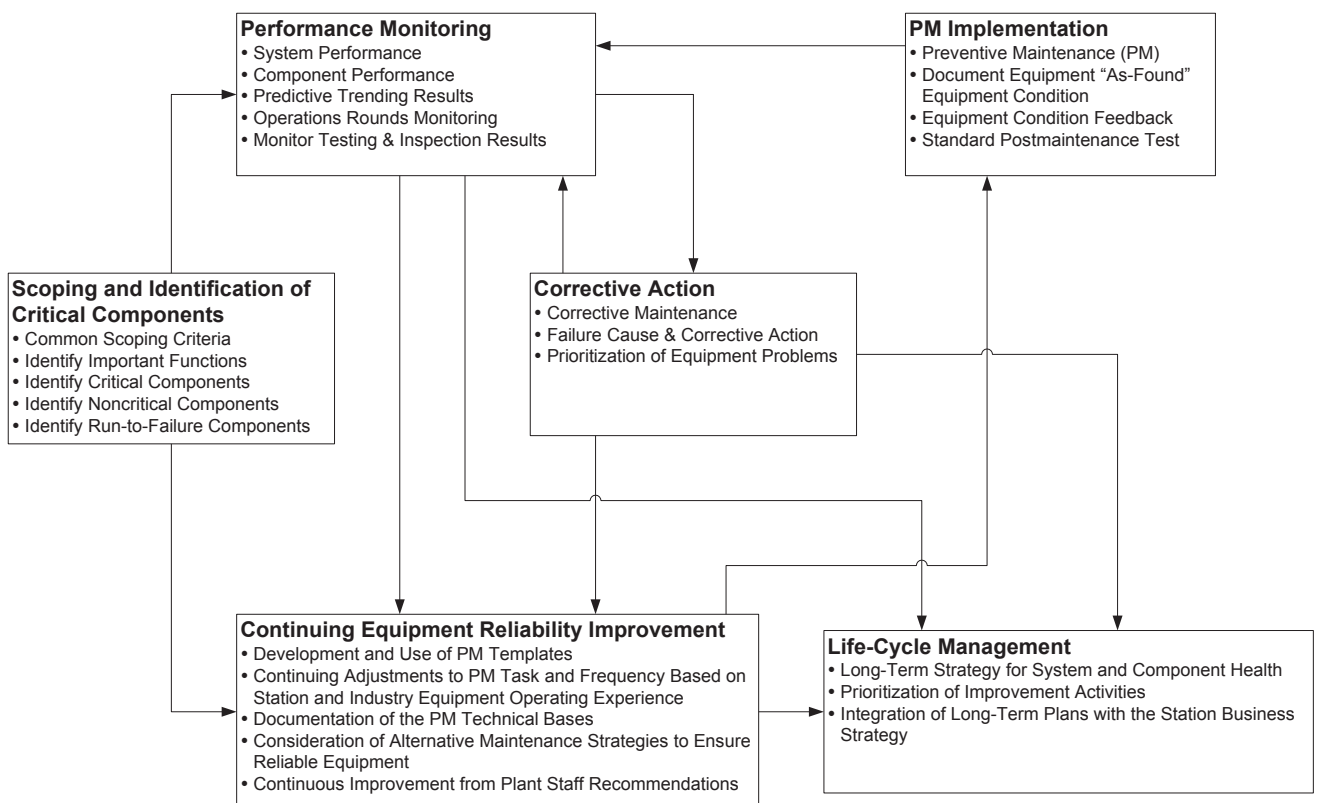 Performance Monitoring
• System Performance
• Component Performance
• Predictive Trending Results
• Operations Rounds Monitoring
• Monitor Testing & Inspection Results
PM Implementation
• Preventive Maintenance (PM)
• Document Equipment “As-Found”
Equipment Condition
• Equipment Condition Feedback
• Standard Postmaintenance Test
Scoping and Identification of
Critical Components
• Common Scoping Criteria
• Identify Important Functions
• Identify Critical Components
• Identify Noncritical Components
• Identify Run-to-Failure Components
Corrective Action
• Corrective Maintenance
• Failure Cause & Corrective Action
• Prioritization of Equipment Problems
Continuing Equipment Reliability Improvement
• Development and Use of PM Templates
• Continuing Adjustments to PM Task and Frequency Based on
Station and Industry Equipment Operating Experience
• Documentation of the PM Technical Bases
• Consideration of Alternative Maintenance Strategies to Ensure
Reliable Equipment
• Continuous Improvement from Plant Staff Recommendations
Life-Cycle Management
• Long-Term Strategy for System and Component Health
• Prioritization of Improvement Activities
• Integration of Long-Term Plans with the Station Business
Strategy